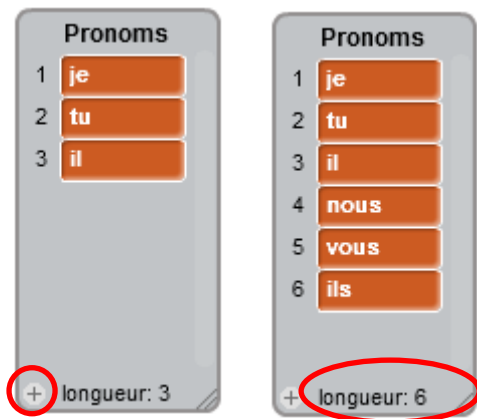 Pronoms
1 je
2 tu
3 il
+ longueur: 3
Pronoms
1 je
2 tu
3 il
4 nous
5 vous
6 ils
+ longueur: 6